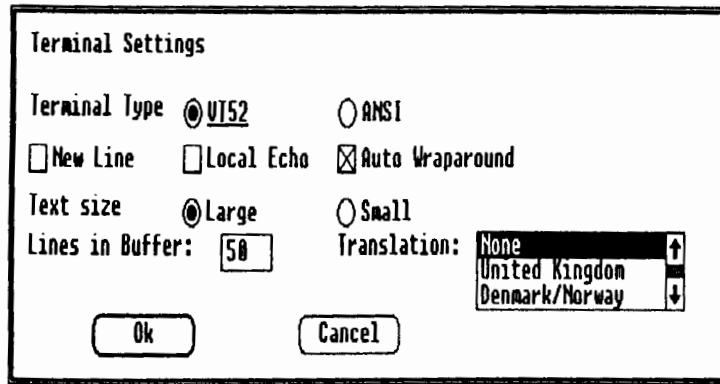 Terminal Settings
Terminal Type VT52 ANSI
New Line Local Echo Auto Wraparound
Text size Large Small
Lines in Buffer: 50 Translation: None
United Kingdom
Denmark/Norway
Ok Cancel